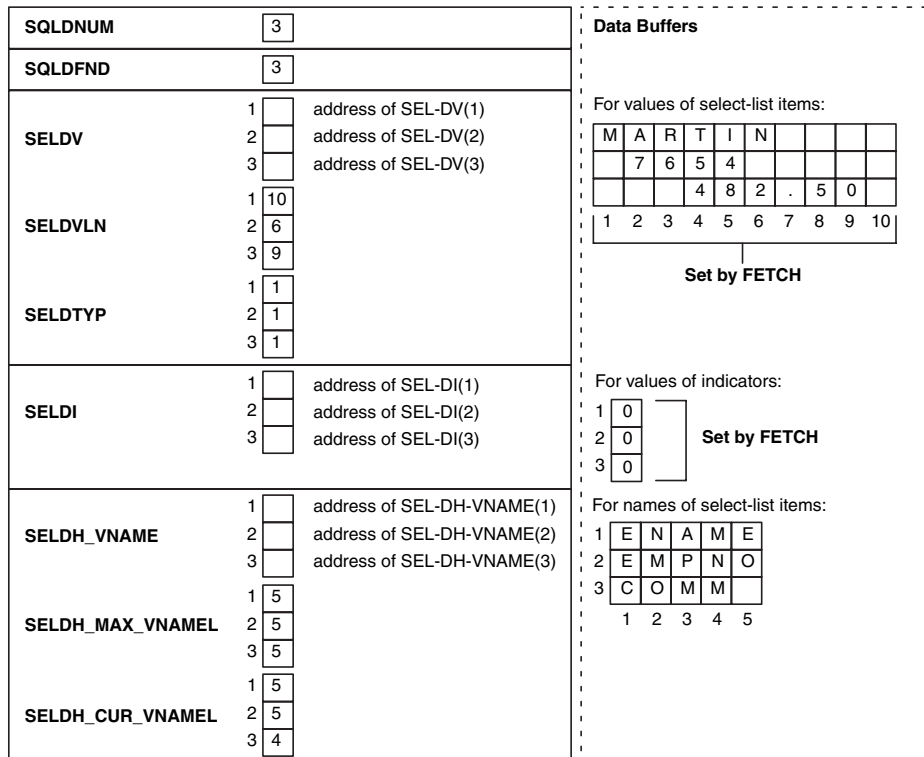 SQLDNUM 3
SQLDFND 3
SELDV
1 address of SEL-DV(1)
2 address of SEL-DV(2)
3 address of SEL-DV(3)
SELDVLN
1 10
2 6
3 9
SELDTYP
1 1
2 1
3 1
SELDI
1 address of SEL-DI(1)
2 address of SEL-DI(2)
3 address of SEL-DI(3)
SELDH_VNAME
1 address of SEL-DH-VNAME(1)
2 address of SEL-DH-VNAME(2)
3 address of SEL-DH-VNAME(3)
SELDH_MAX_VNAMEL
1 5
2 5
3 5
SELDH_CUR_VNAMEL
1 5
2 5
3 4
Data Buffers
For values of select-list items:
M A R T I N
7 6 5 4
4 8 2 . 5 0
1 2 3 4 5 6 7 8 9 10
Set by FETCH
For values of indicators:
1 0
2 0
3 0
Set by FETCH
For names of select-list items:
1 E N A M E
2 E M P N O
3 C O M M
1 2 3 4 5